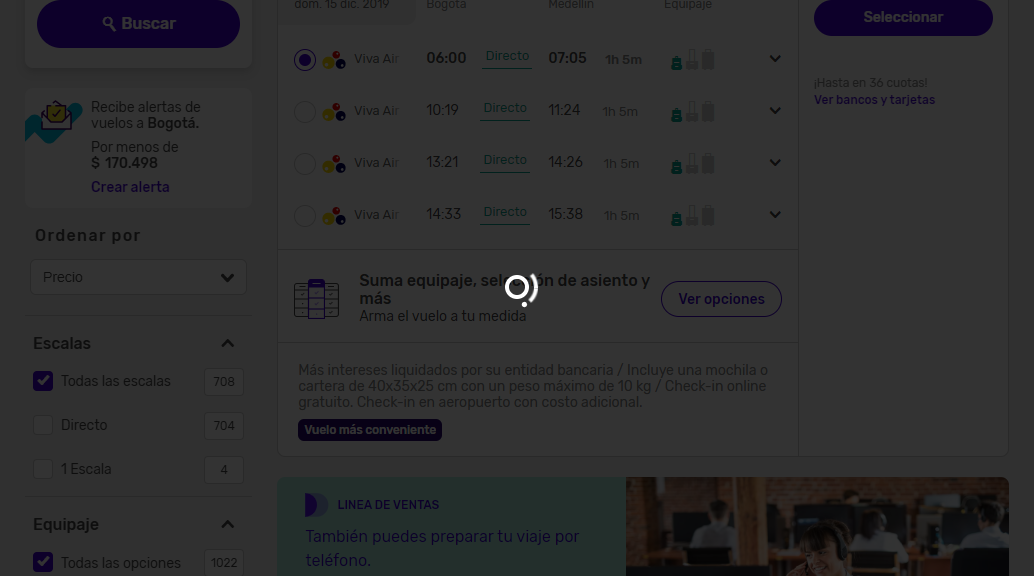 dom. 15 dic. 2019 Bogotá Medellín Equipaje
Buscar
Seleccionar
Viva Air 06:00 Directo 07:05 1h 5m
¡Hasta en 36 cuotas!
Ver bancos y tarjetas
Recibe alertas de
vuelos a Bogotá.
Por menos de
$ 170.498
Crear alerta
Viva Air 10:19 Directo 11:24 1h 5m
Viva Air 13:21 Directo 14:26 1h 5m
Viva Air 14:33 Directo 15:38 1h 5m
Ordenar por
Precio
Suma equipaje, selección de asiento y
más
Arma el vuelo a tu medida
Ver opciones
Escalas
Todas las escalas 708
Directo 704
1 Escala 4
Más intereses liquidados por su entidad bancaria / Incluye una mochila o
cartera de 40x35x25 cm con un peso máximo de 10 kg / Check-in online
gratuito. Check-in en aeropuerto con costo adicional.
Vuelo más conveniente
Equipaje
Todas las opciones 1022
LINEA DE VENTAS
También puedes preparar tu viaje por
teléfono.